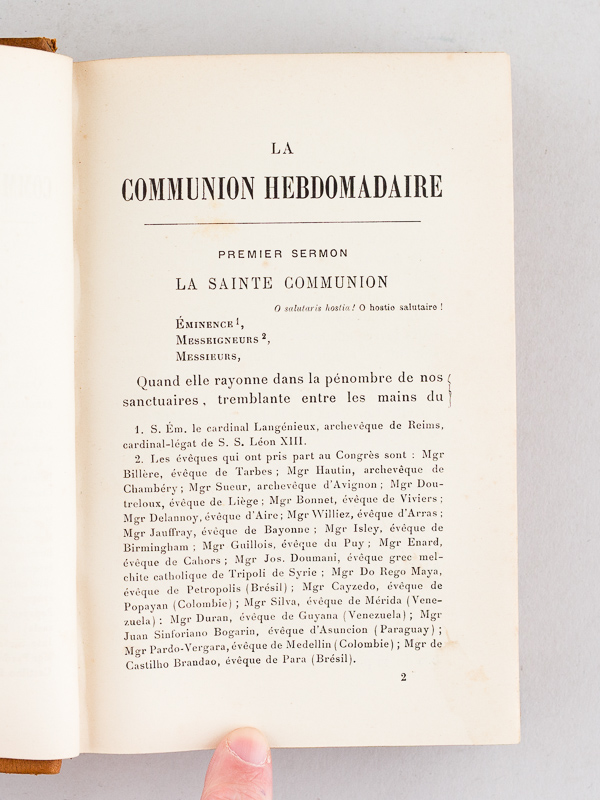 LA
COMMUNION HEBDOMADAIRE
PREMIER SERMON
LA SAINTE COMMUNION
O salutaris hostia! O hostie salutaire !
ÉMINENCE 1,
MESSEIGNEURS 2,
MESSIEURS,
Quand elle rayonne dans la pénombre de nos
sanctuaires, tremblante entre les mains du
1. S. Ém. le cardinal Langénieux, archevêque de Reims,
cardinal-légat de S. S. Léon XIII.
2. Les évêques qui ont pris part au Congrès sont : Mgr
Billère, évêque de Tarbes ; Mgr Hautin, archevêque de
Chambéry ; Mgr Sueur, archevêque d'Avignon ; Mgr Dou-
treloux, évêque de Liège ; Mgr Bonnet, évêque de Viviers ;
Mgr Delannoy, évêque d'Aire ; Mgr Williez, évêque d'Arras ;
Mgr Jauffray, évêque de Bayonne ; Mgr Isley, évêque de
Birmingham ; Mgr Guillois, évêque du Puy ; Mgr Enard,
évêque de Cahors ; Mgr Jos. Doumani, évêque grec mel-
chite catholique de Tripoli de Syrie ; Mgr Do Rego Maya,
évêque de Petropolis (Brésil) ; Mgr Cayzedo, évêque de
Popayan (Colombie) ; Mgr Silva, évêque de Mérida (Vene-
zuela) : Mgr Duran, évêque de Guyana (Venezuela) ; Mgr
Juan Sinforiano Bogarin, évêque d'Asuncion (Paraguay) ;
Mgr Pardo-Vergara, évêque de Medellin (Colombie) ; Mgr de
Castilho Brandao, évêque de Para (Brésil).
2